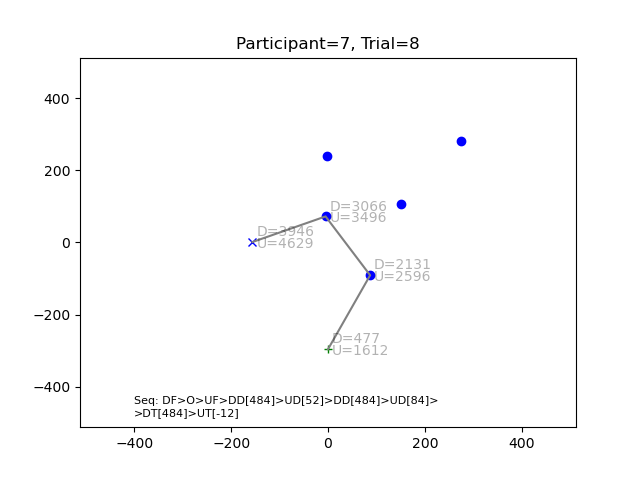 Participant=7, Trial=8
400
200
0
−200
−400
D=3066
U=3496
D=3946
U=4629
D=2131
U=2596
D=477
U=1612
Seq: DF>O>UF>DD[484]>UD[52]>DD[484]>UD[84]>
>DT[484]>UT[-12]
−400 −200 0 200 400